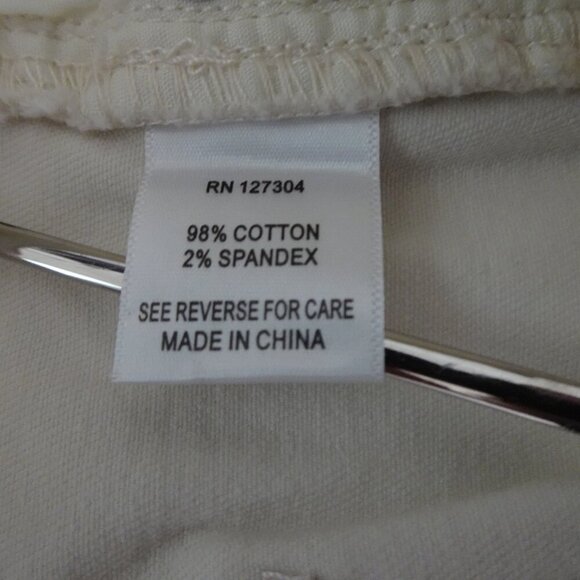 RN 127304
98% COTTON
2% SPANDEX
SEE REVERSE FOR CARE
MADE IN CHINA